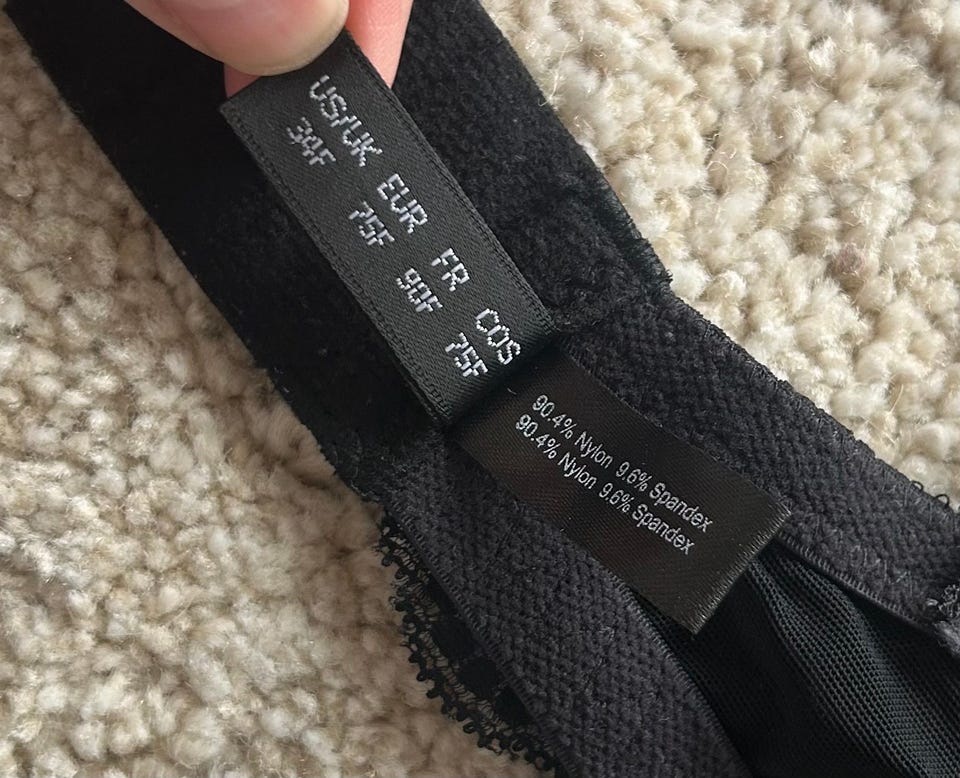 US/UK EUR FR COS
34F 75F 90F 75F
90.4% Nylon 9.6% Spandex
90.4% Nylon 9.6% Spandex